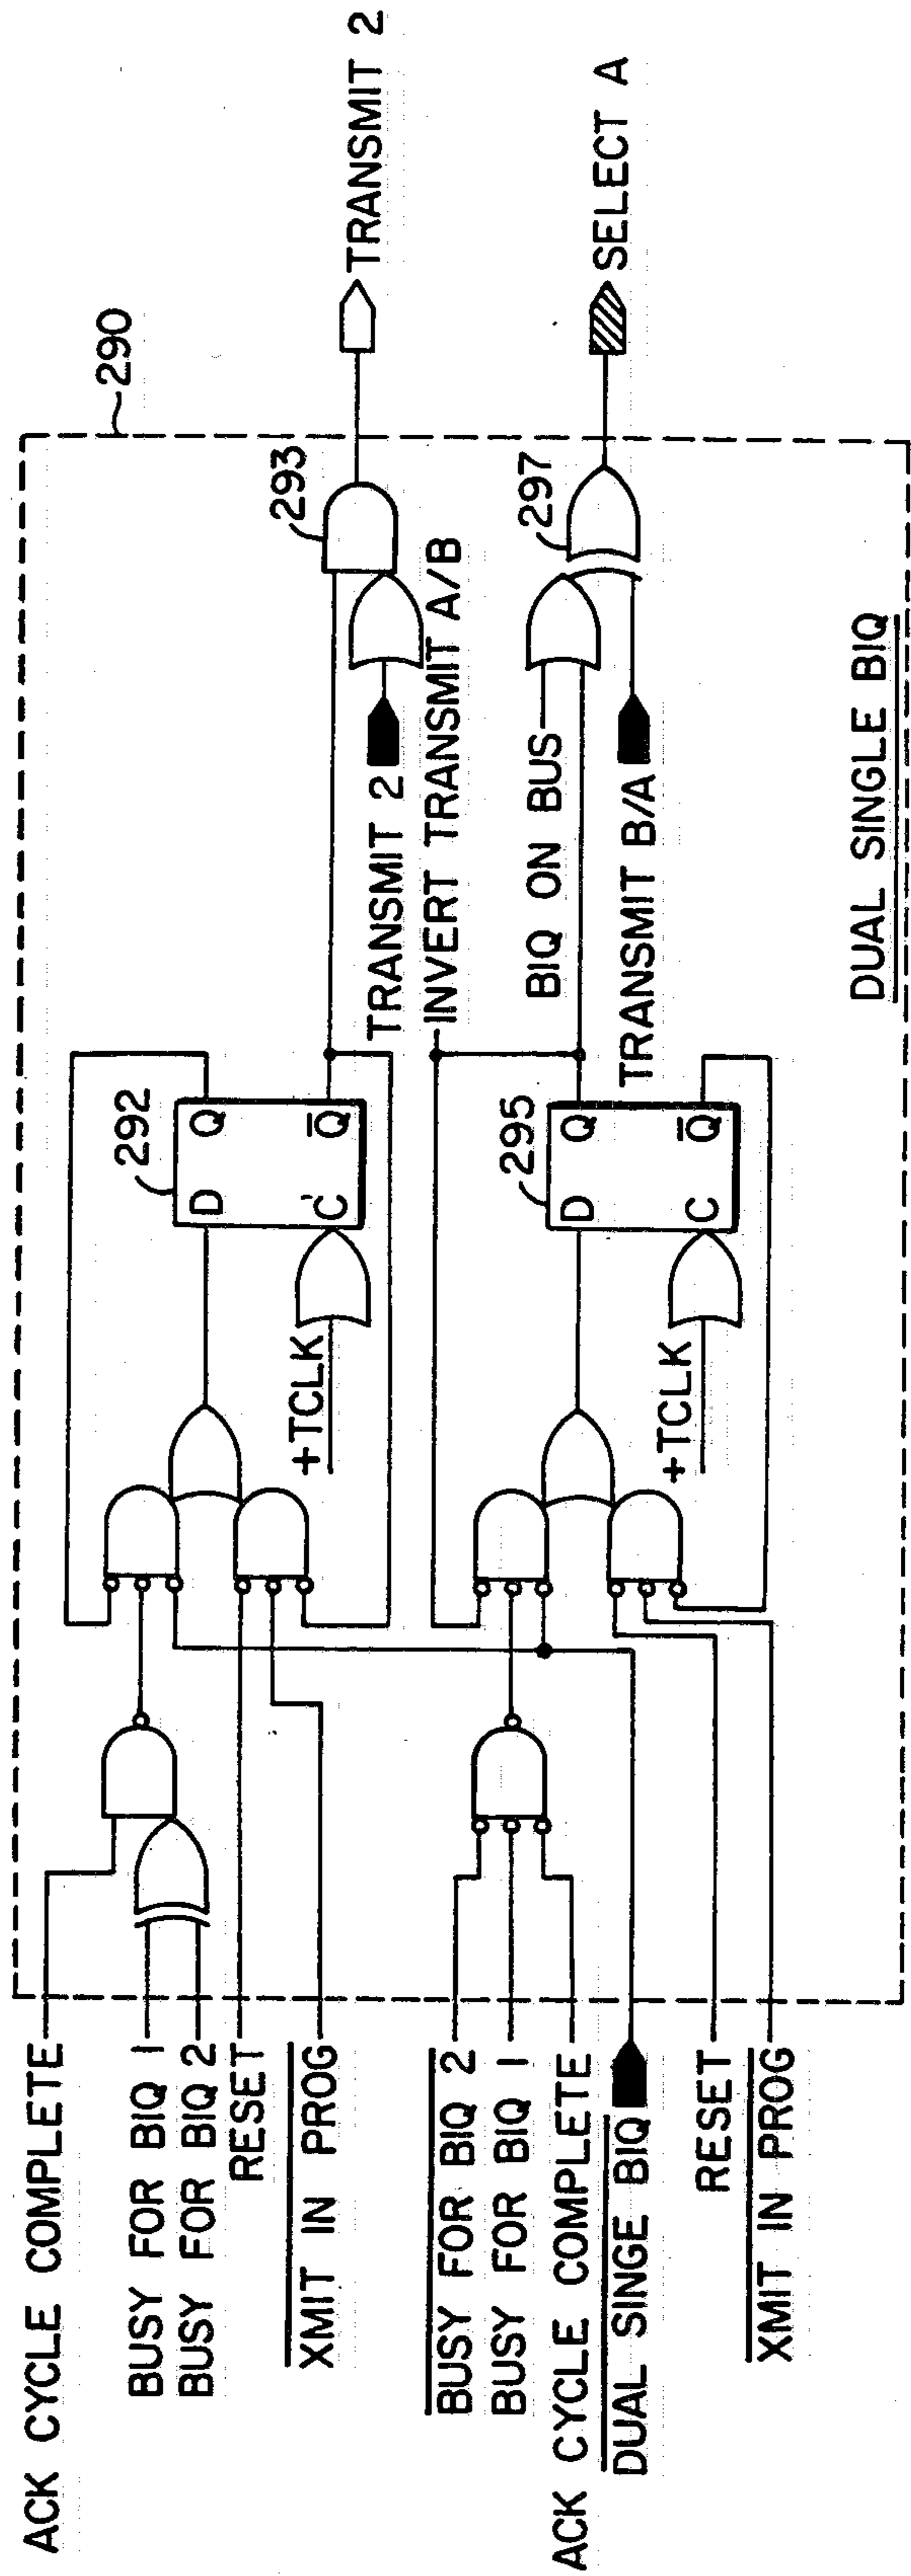 ACK CYCLE COMPLETE
BUSY FOR BIQ 1
BUSY FOR BIQ 2
RESET
XMIT IN PROG
BUSY FOR BIQ 2
BUSY FOR BIQ 1
ACK CYCLE COMPLETE
DUAL SINGE BIQ
RESET
XMIT IN PROG
+TCLK
292
D Q
C Q
+TCLK
295
D Q
C Q
TRANSMIT 2
INVERT TRANSMIT A/B
BIQ ON BUS
TRANSMIT B/A
293
297
290
TRANSMIT 2
SELECT A
DUAL SINGLE BIQ